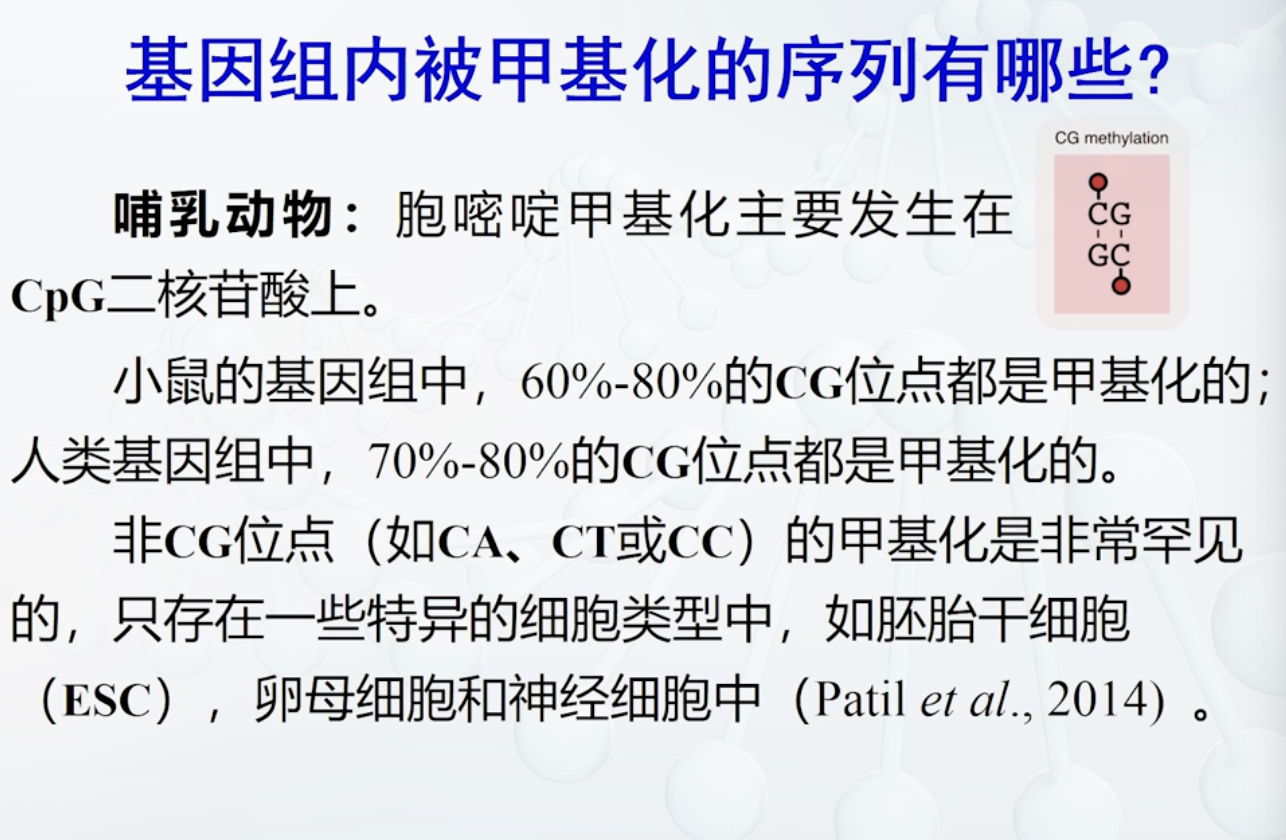 基因组内被甲基化的序列有哪些?
CG methylation
CG
GC
哺乳动物：胞嘧啶甲基化主要发生在
CpG二核苷酸上。
小鼠的基因组中，60%-80%的CG位点都是甲基化的；
人类基因组中，70%-80%的CG位点都是甲基化的。
非CG位点（如CA、CT或CC）的甲基化是非常罕见
的，只存在一些特异的细胞类型中，如胚胎干细胞
（ESC），卵母细胞和神经细胞中（Patil et al., 2014）。